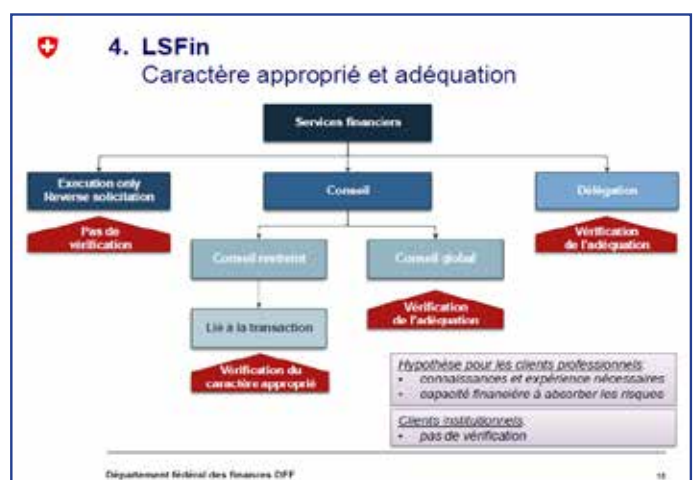 4. LSFin
Caractère approprié et adéquation
Services financiers
Execution only
Reverse solicitation
Conseil
Délégation
Pas de
vérification
Vérification
de l'adéquation
Conseil restreint
Conseil global
Vérification
de l'adéquation
Lié à la transaction
Vérification du
caractère approprié
Hypothèse pour les clients professionnels
• connaissances et expérience nécessaires
- capacité financière à absorber les risques
Clients institutionnels
• pas de vérification
Département fédéral des finances DFF